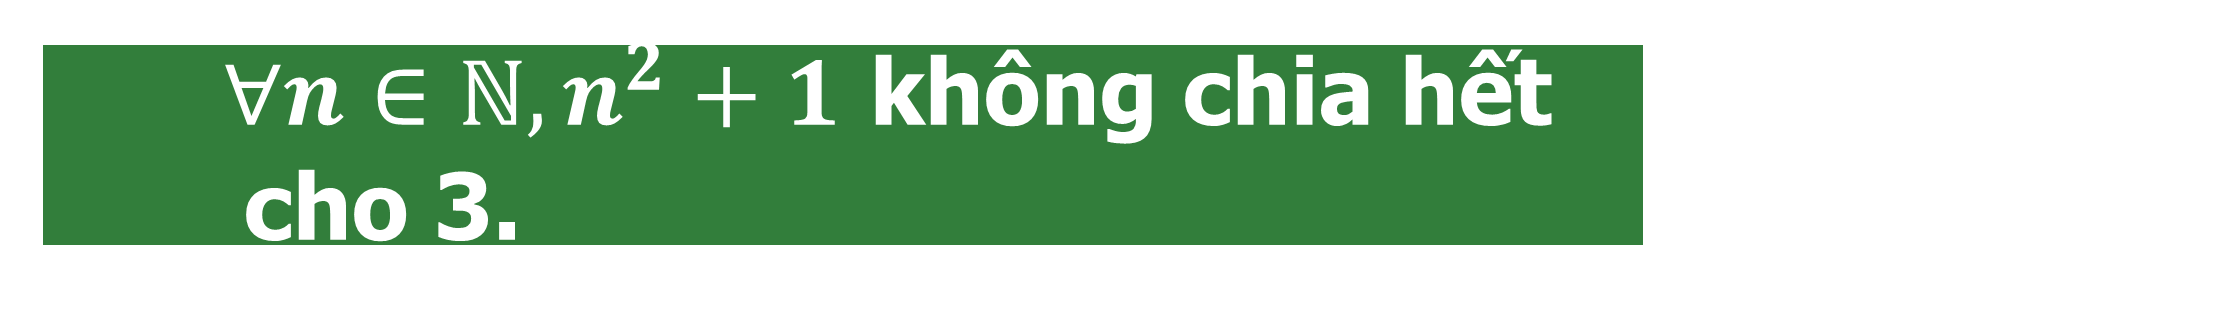 ∀𝒏 ∈ ℕ, 𝒏² + 𝟏 không chia hết
cho 3.